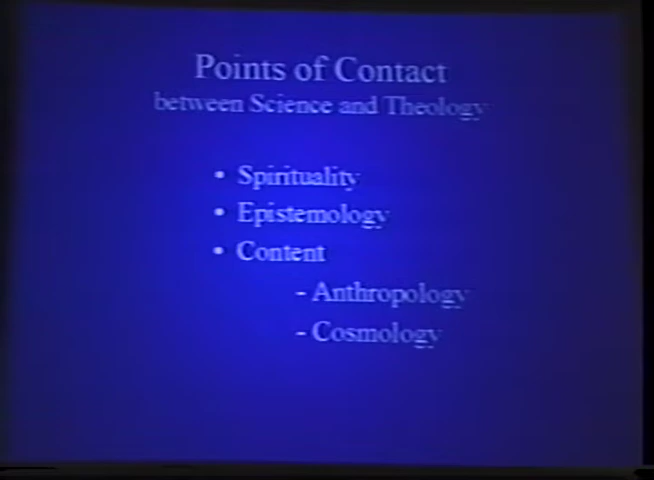 Points of Contact
between Science and Theology
• Spirituality
• Epistemology
• Content
- Anthropology
- Cosmology